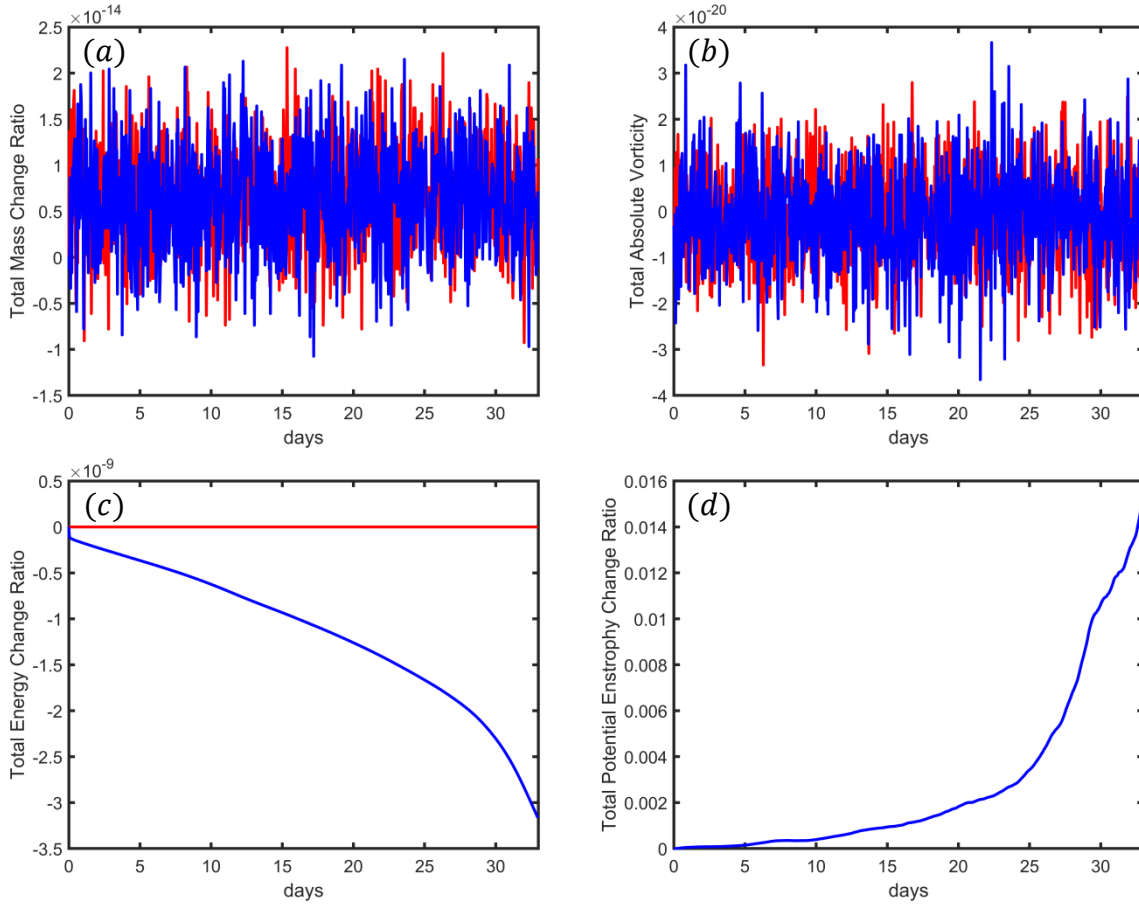 ×10-14
(a)
Total Mass Change Ratio
2.5
2
1.5
1
0.5
0
-0.5
-1
-1.5
0 5 10 15 20 25 30
days
×10-20
(b)
Total Absolute Vorticity
4
3
2
1
0
-1
-2
-3
-4
0 5 10 15 20 25 30
days
×10-9
(c)
Total Energy Change Ratio
0.5
0
-0.5
-1
-1.5
-2
-2.5
-3
-3.5
0 5 10 15 20 25 30
days
(d)
Total Potential Enstrophy Change Ratio
0.016
0.014
0.012
0.01
0.008
0.006
0.004
0.002
0
0 5 10 15 20 25 30
days